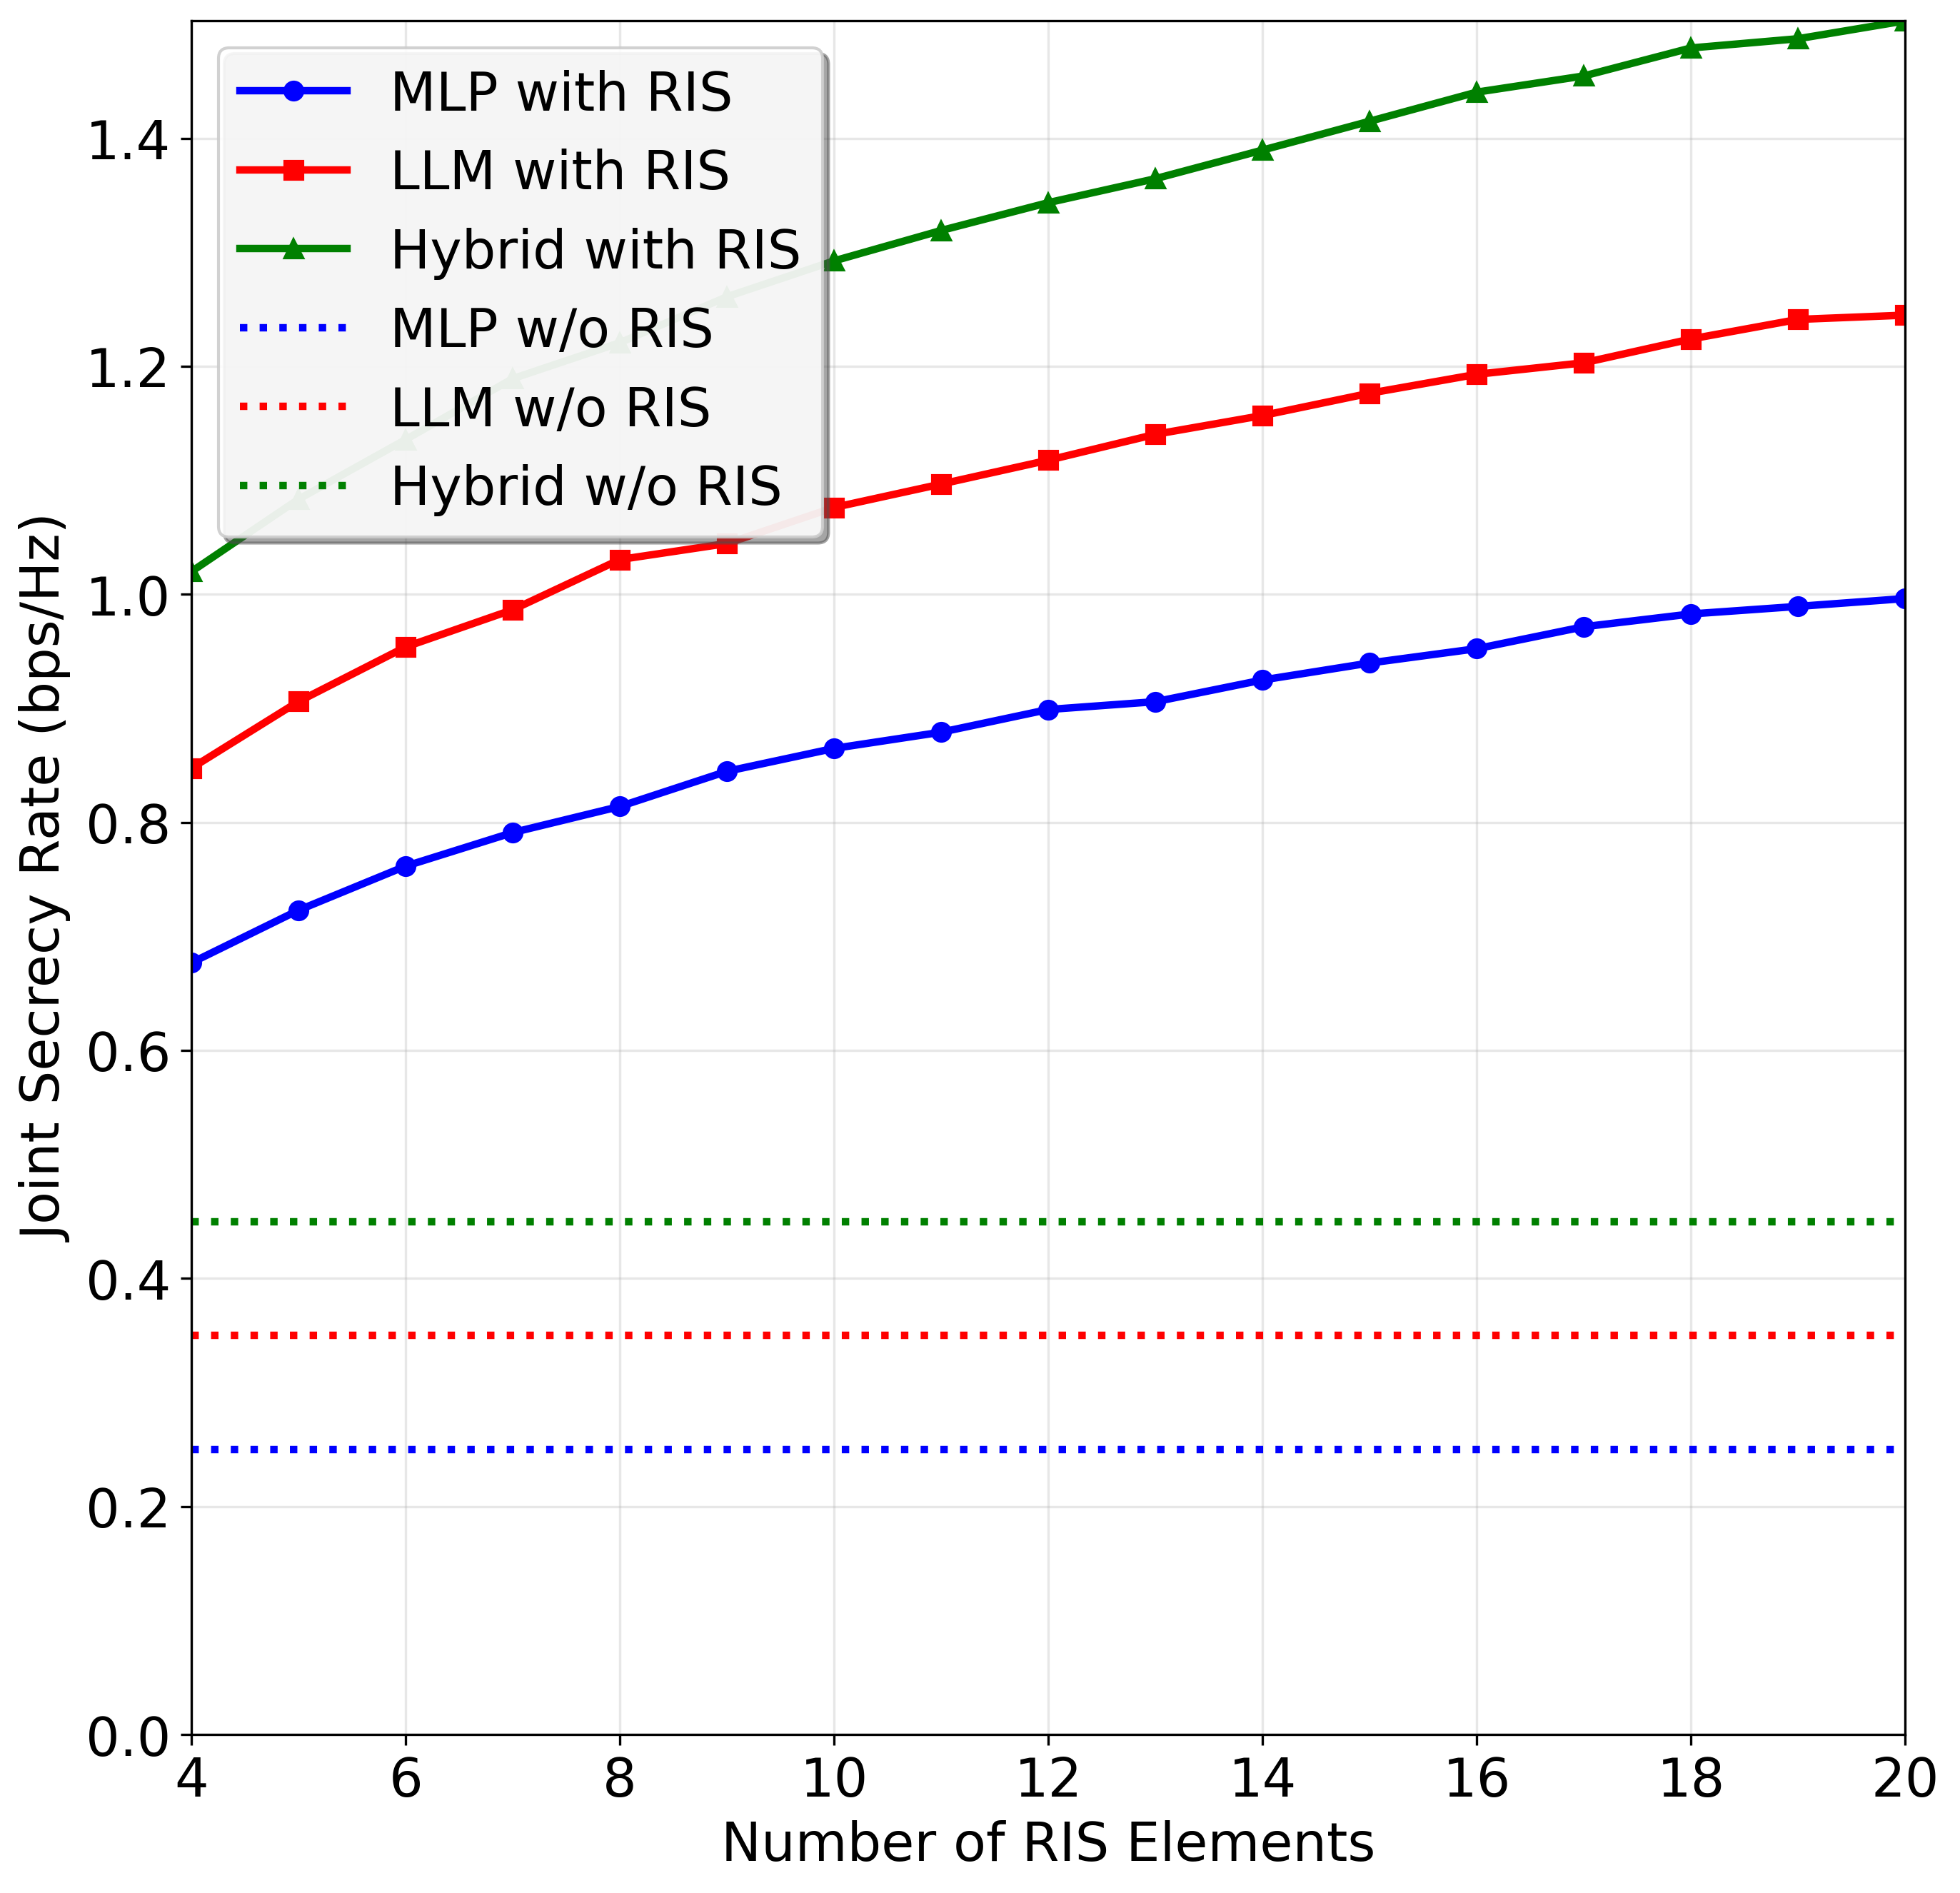 MLP with RIS
LLM with RIS
Hybrid with RIS
MLP w/o RIS
LLM w/o RIS
Hybrid w/o RIS
1.4
1.2
1.0
0.8
0.6
0.4
0.2
0.0
Joint Secrecy Rate (bps/Hz)
4 6 8 10 12 14 16 18 20
Number of RIS Elements